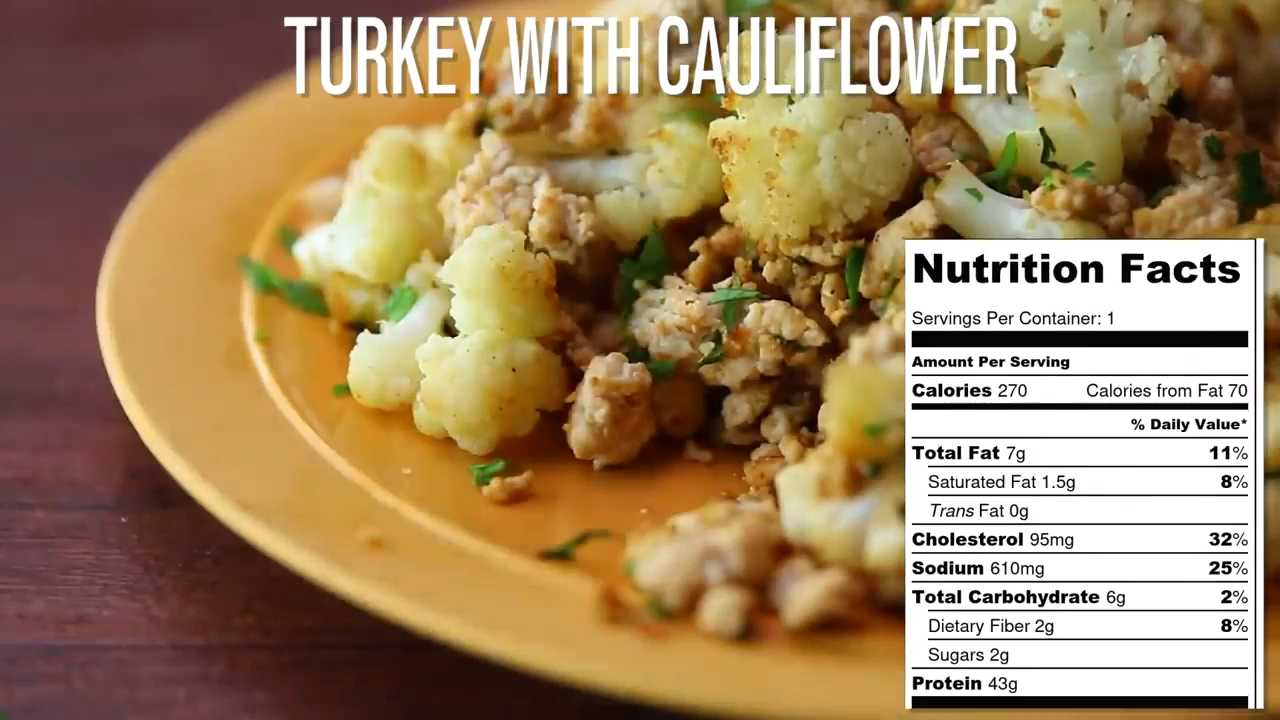 TURKEY WITH CAULIFLOWER
Nutrition Facts
Servings Per Container: 1
Amount Per Serving
Calories 270 Calories from Fat 70
% Daily Value*
Total Fat 7g 11%
Saturated Fat 1.5g 8%
Trans Fat 0g
Cholesterol 95mg 32%
Sodium 610mg 25%
Total Carbohydrate 6g 2%
Dietary Fiber 2g 8%
Sugars 2g
Protein 43g